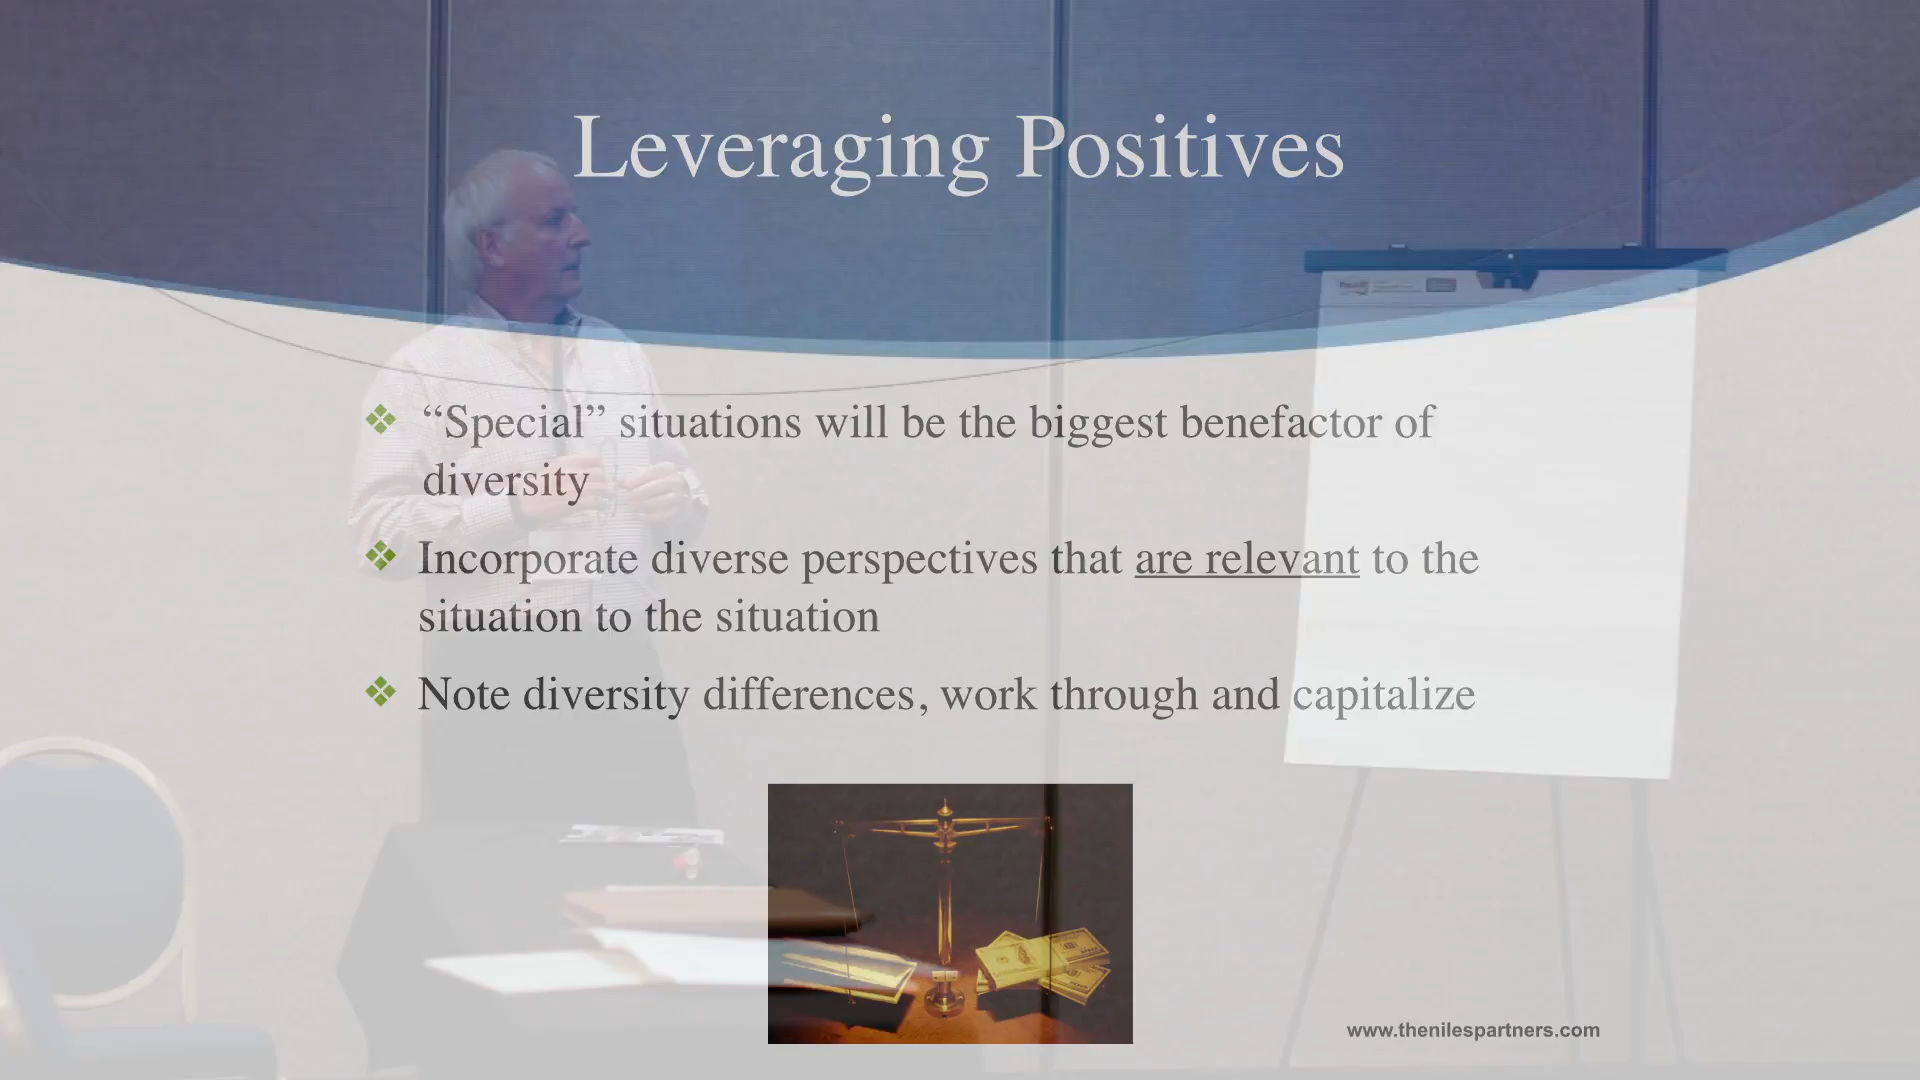 Leveraging Positives
“Special” situations will be the biggest benefactor of
diversity
Incorporate diverse perspectives that are relevant to the
situation to the situation
Note diversity differences, work through and capitalize
www.thenilespartners.com